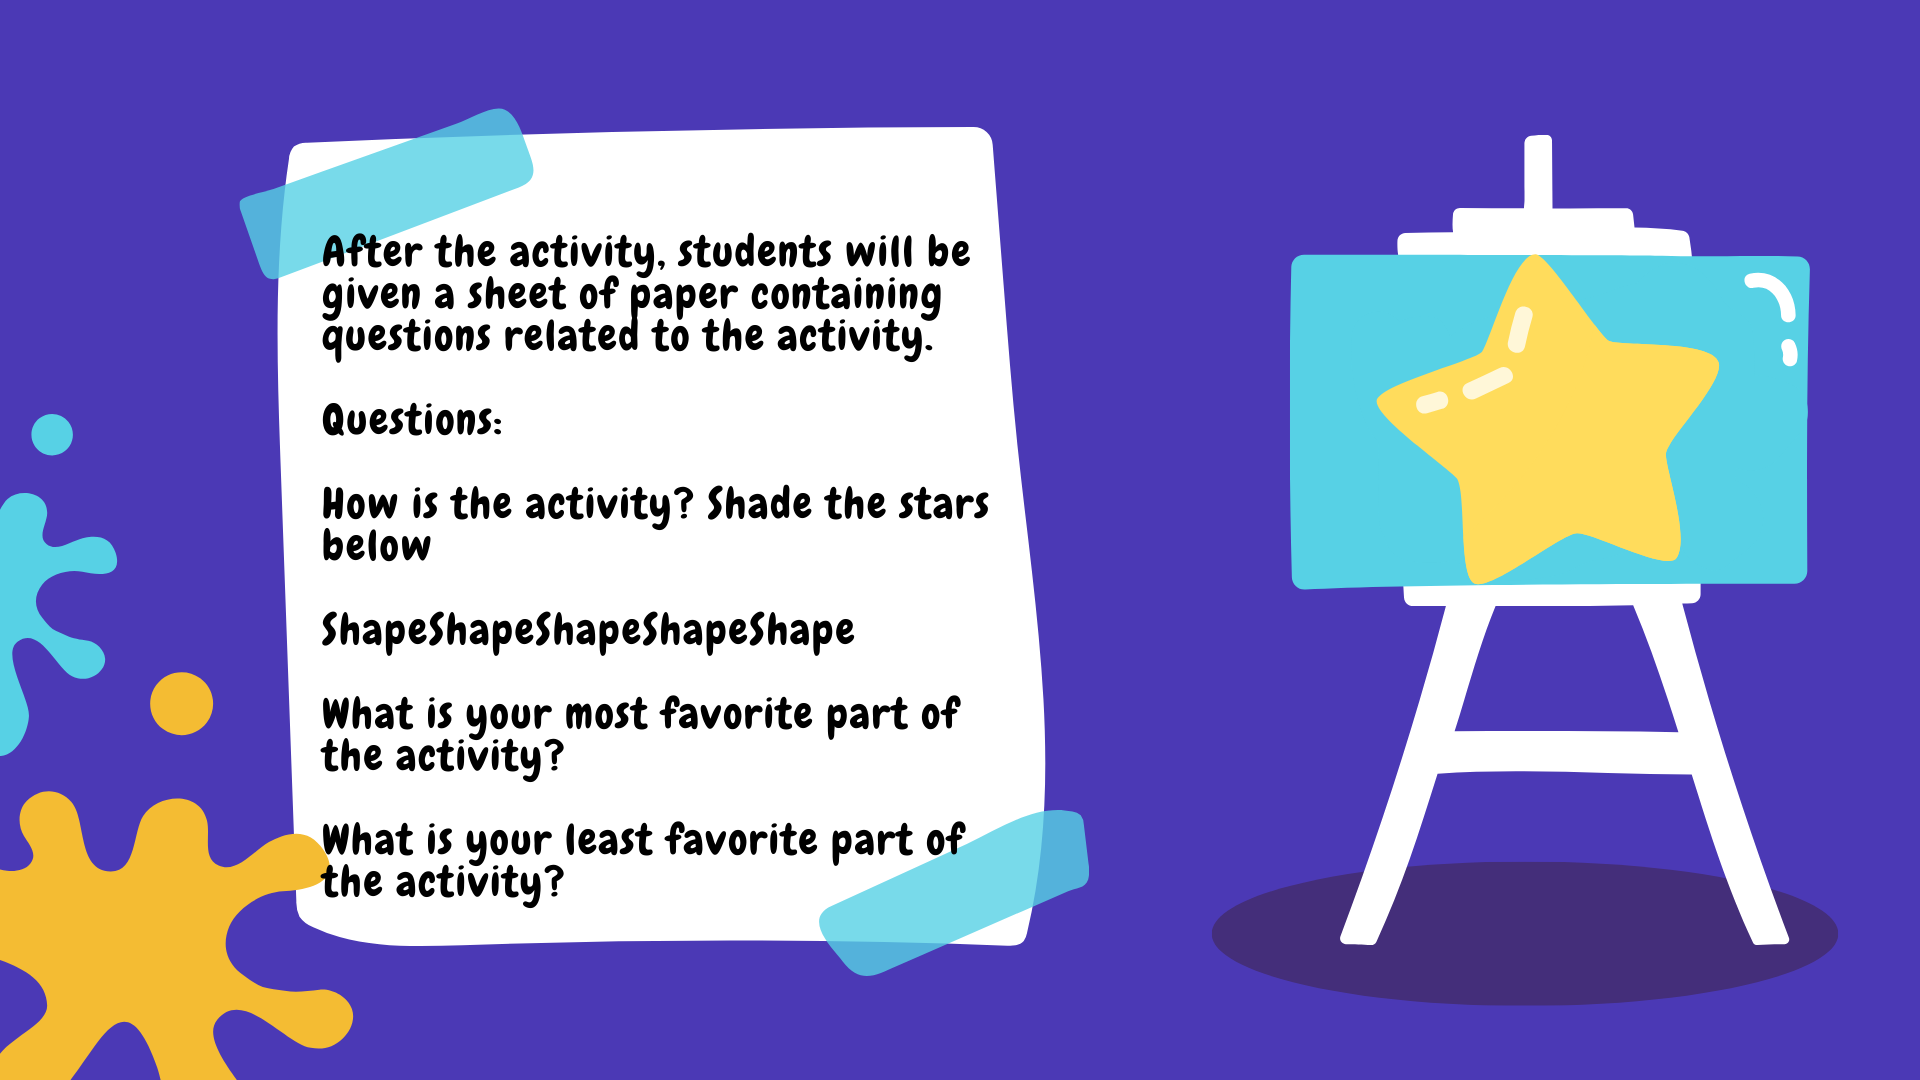 After the activity, students will be
given a sheet of paper containing
questions related to the activity.
Questions:
How is the activity? Shade the stars
below
ShapeShapeShapeShapeShape
What is your most favorite part of
the activity?
What is your least favorite part of
the activity?